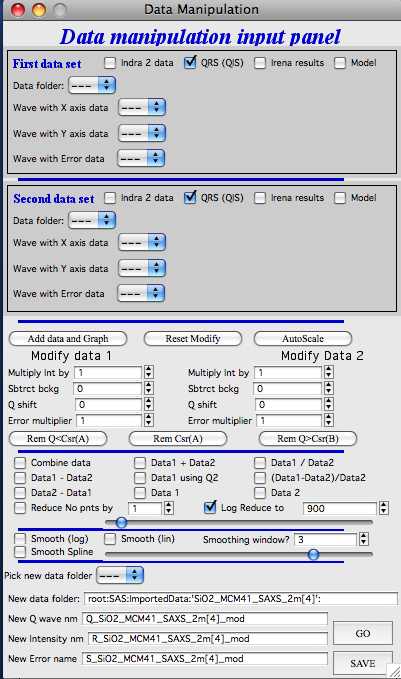 Data Manipulation
Data manipulation input panel
First data set Indra 2 data QRS (QIS) Irena results Model
Data folder: ---
Wave with X axis data ---
Wave with Y axis data ---
Wave with Error data ---
Second data set Indra 2 data QRS (QIS) Irena results Model
Data folder: ---
Wave with X axis data ---
Wave with Y axis data ---
Wave with Error data ---
Add data and Graph Reset Modify AutoScale
Modify data 1 Modify Data 2
Multiply Int by 1 Multiply Int by 1
Sbtrct bckg 0 Sbtrct bckg 0
Q shift 0 Q shift 0
Error multiplier 1 Error multiplier 1
Rem Q<Csr(A) Rem Csr(A) Rem Q>Csr(B)
Combine data Data1 + Data2 Data1 / Data2
Data1 - Data2 Data1 using Q2 (Data1-Data2)/Data2
Data2 - Data1 Data 1 Data 2
Reduce No pnts by 1 Log Reduce to 900
Smooth (log) Smooth (lin) Smoothing window? 3
Smooth Spline
Pick new data folder ---
New data folder: root:SAS:ImportedData:'SiO2_MCM41_SAXS_2m[4]':
New Q wave nm Q_SiO2_MCM41_SAXS_2m[4]_mod
New Intensity nm R_SiO2_MCM41_SAXS_2m[4]_mod
GO
New Error name S_SiO2_MCM41_SAXS_2m[4]_mod
SAVE